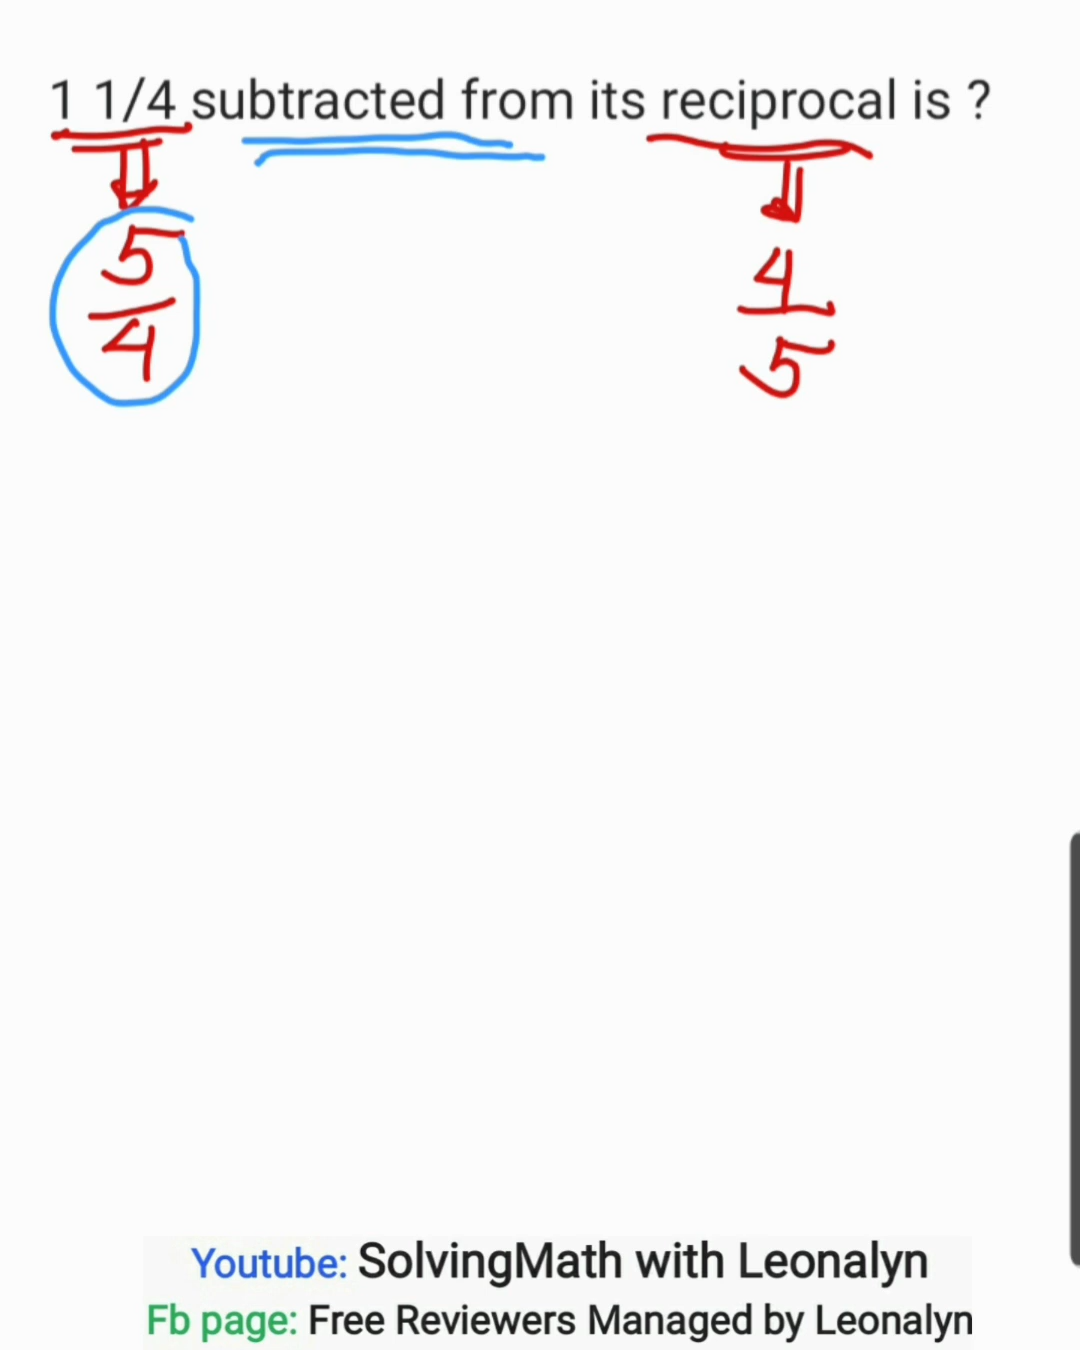 1 1/4 subtracted from its reciprocal is ?
5
4
4
5
Youtube: SolvingMath with Leonalyn
Fb page: Free Reviewers Managed by Leonalyn